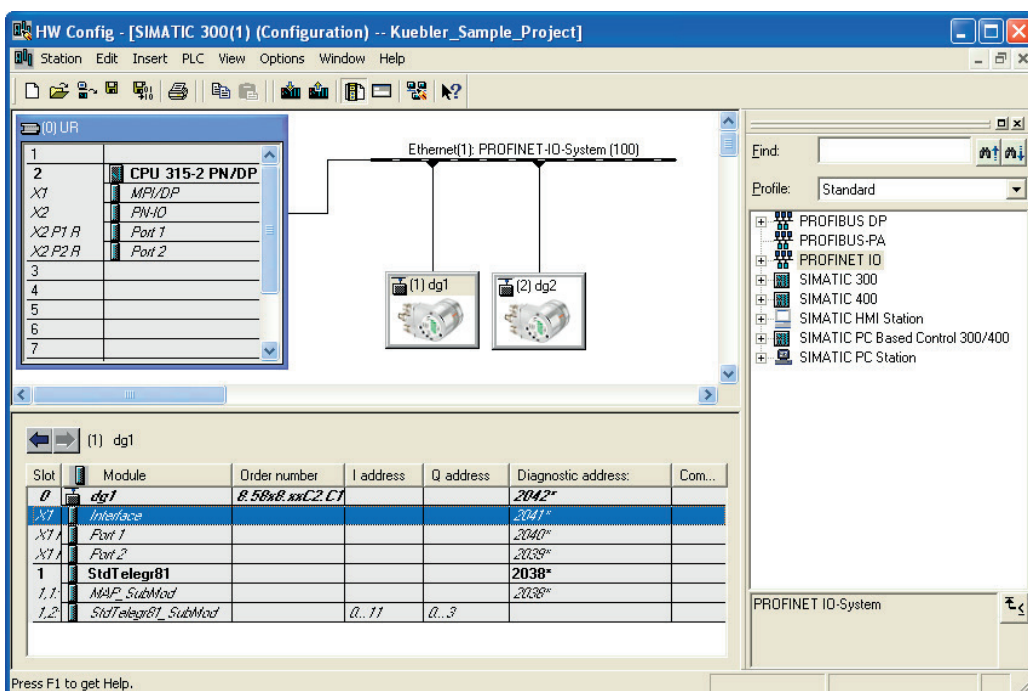 HW Config - [SIMATIC 300(1) (Configuration) -- Kuebler_Sample_Project]
Station Edit Insert PLC View Options Window Help
(0) UR
1
2 CPU 315-2 PN/DP
X1 MPI/DP
X2 PN-IO
X2 P1 R Port 1
X2 P2 R Port 2
3
4
5
6
7
Ethernet(1): PROFINET-IO-System (100)
(1) dg1
(2) dg2
Find:
Profile: Standard
PROFIBUS DP
PROFIBUS-PA
PROFINET IO
SIMATIC 300
SIMATIC 400
SIMATIC HMI Station
SIMATIC PC Based Control 300/400
SIMATIC PC Station
PROFINET IO-System
(1) dg1
Slot Module Order number I address Q address Diagnostic address: Com...
0 dg1 8.58x8.xxC2.C1 2042*
X1 Interface 2041*
X1 Port 1 2040*
X1 Port 2 2039*
1 StdTelegr81 2038*
1,1 MAP_SubMod 2038*
1,2 StdTelegr81_SubMod 0...11 0...3
Press F1 to get Help.